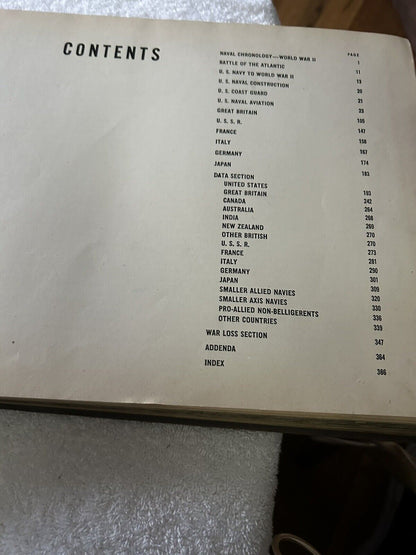 CONTENTS
PAGE
NAVAL CHRONOLOGY—WORLD WAR II 1
BATTLE OF THE ATLANTIC 11
U. S. NAVY TO WORLD WAR II 13
U. S. NAVAL CONSTRUCTION 20
U. S. COAST GUARD 21
U. S. NAVAL AVIATION 23
GREAT BRITAIN 105
U. S. S. R. 147
FRANCE 158
ITALY 167
GERMANY 174
JAPAN 183
DATA SECTION
UNITED STATES 193
GREAT BRITAIN 242
CANADA 264
AUSTRALIA 268
INDIA 269
NEW ZEALAND 270
OTHER BRITISH 270
U. S. S. R. 273
FRANCE 281
ITALY 290
GERMANY 301
JAPAN 309
SMALLER ALLIED NAVIES 320
SMALLER AXIS NAVIES 330
PRO-ALLIED NON-BELLIGERENTS 336
OTHER COUNTRIES 339
WAR LOSS SECTION 347
ADDENDA 364
INDEX 366